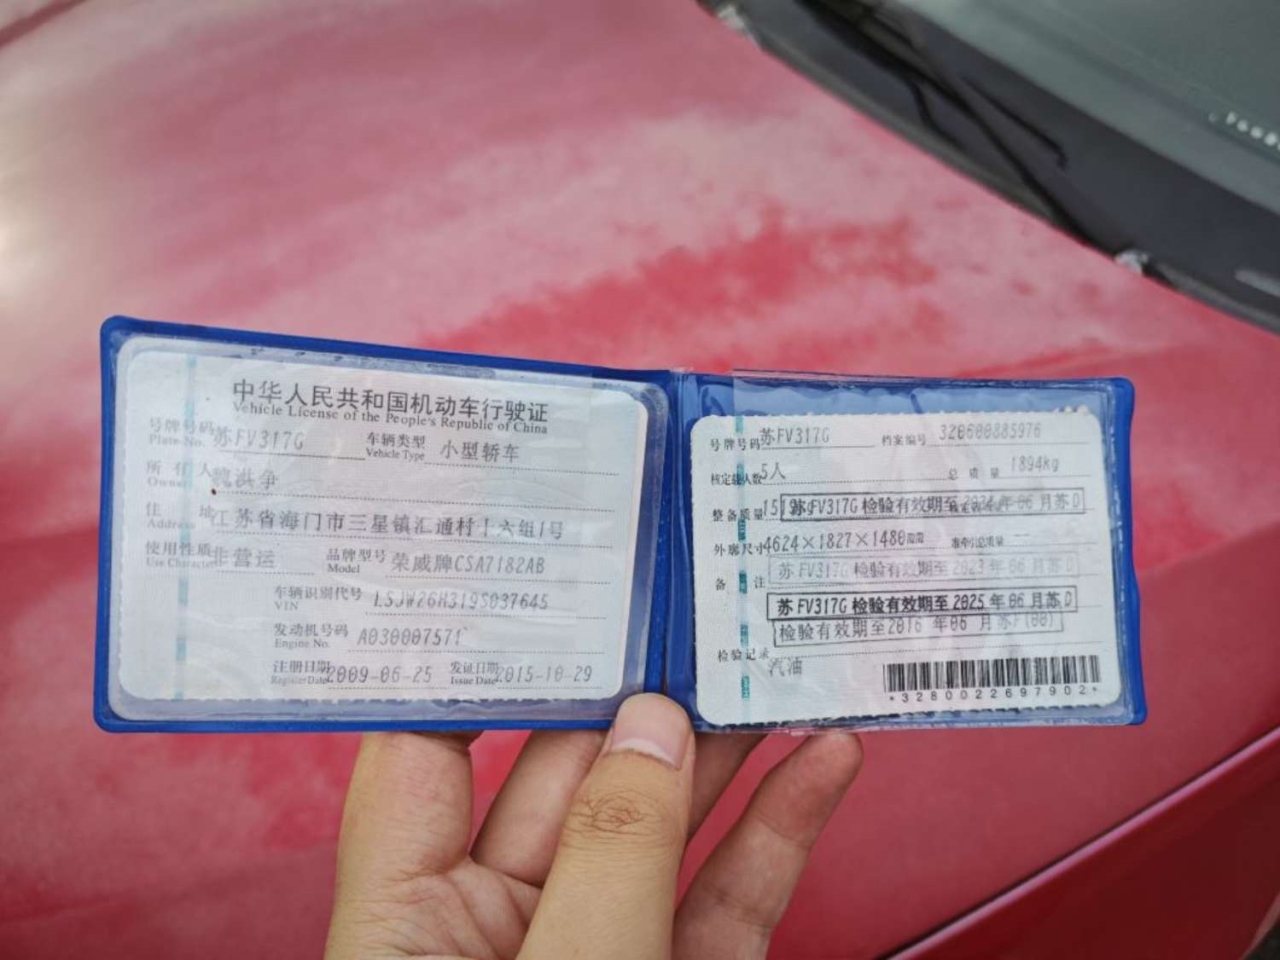 中华人民共和国机动车行驶证
Vehicle License of the People's Republic of China
号牌号码 苏FV317G 车辆类型 小型轿车
Plate No. Vehicle Type
所有人 魏洪争
Owner
住址 江苏省海门市三星镇汇通村十六组1号
Address
使用性质 非营运 品牌型号 荣威牌CSA7182AB
Use Character Model
车辆识别代号 LSJW26H319S037645
VIN
发动机号码 A030007571
Engine No.
注册日期 2009-06-25 发证日期 2015-10-29
Register Date Issue Date
号牌号码 苏FV317G 档案编号 320600885976
核定载人数 5人 总质量 1894kg
整备质量 苏FV317G检验有效期至2024年06月苏D
外廓尺寸 4624×1827×1480mm 准牵引总质量 --
备注 苏FV317G检验有效期至2023年06月苏D
苏FV317G检验有效期至2025年06月苏D
检验有效期至2016年06月苏F(00)
检验记录 汽油
*3280022697902*